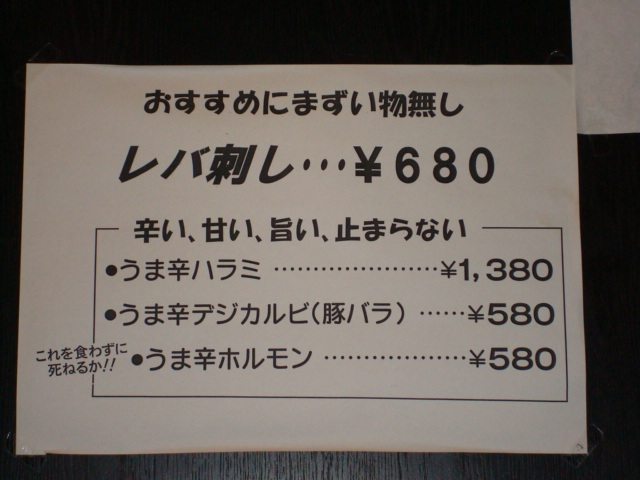 おすすめにまずい物無し
レバ刺し…¥680
辛い、甘い、旨い、止まらない
●うま辛ハラミ ……………………¥1,380
●うま辛デジカルビ(豚バラ) ……¥580
これを食わずに
死ねるか!!
●うま辛ホルモン ………………¥580